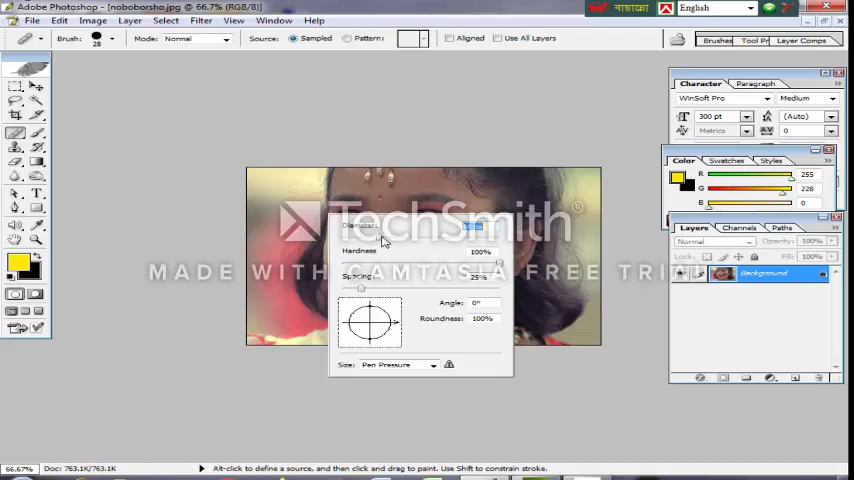 Adobe Photoshop - [noboborsho.jpg @ 66.7% (RGB/8)]
বায়ান্নো
English
File Edit Image Layer Select Filter View Window Help
Brush: 28 Mode: Normal Source: Sampled Pattern: Aligned Use All Layers
Brushes Tool Pr Layer Comps
Character Paragraph
WinSoft Pro Medium
300 pt (Auto)
Metrics 0
Color Swatches Styles
R 255
G 228
B 0
Layers Channels Paths
Normal Opacity: 100%
Lock: Fill: 100%
Background
Diameter:
Hardness 100%
Spacing: 25%
Angle: 0°
Roundness: 100%
Size: Pen Pressure
TechSmith®
MADE WITH CAMTASIA FREE TRI
66.67% Doc: 763.1K/763.1K Alt-click to define a source, and then click and drag to paint. Use Shift to constrain stroke.